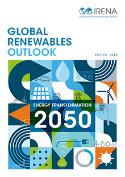 IRENA
GLOBAL
RENEWABLES
OUTLOOK
ENERGY TRANSFORMATION
2050